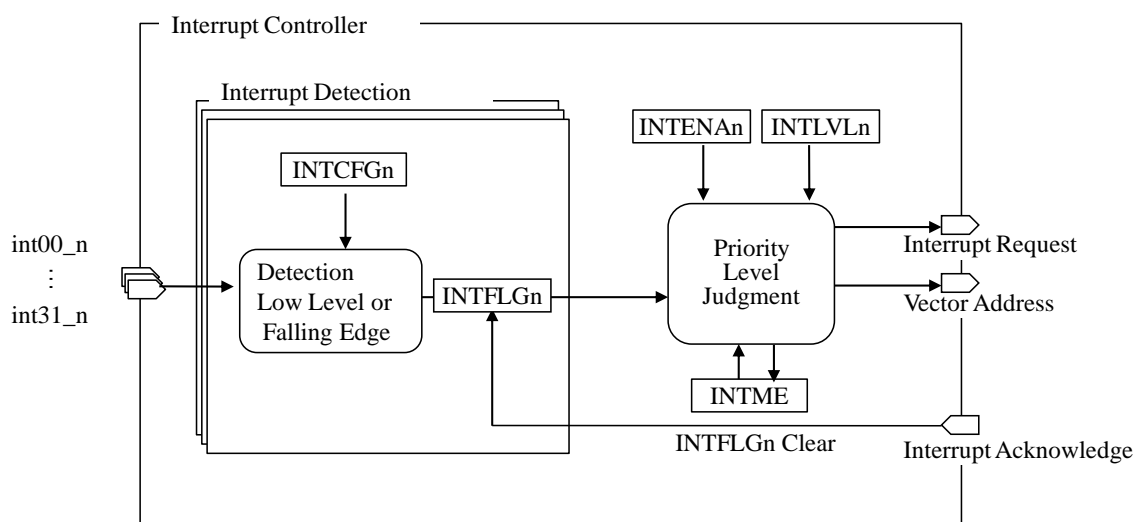 Interrupt Controller
Interrupt Detection
INTENAn
INTLVLn
INTCFGn
int00_n
⋮
int31_n
Detection
Low Level or
Falling Edge
INTFLGn
Priority
Level
Judgment
Interrupt Request
Vector Address
INTME
INTFLGn Clear
Interrupt Acknowledge